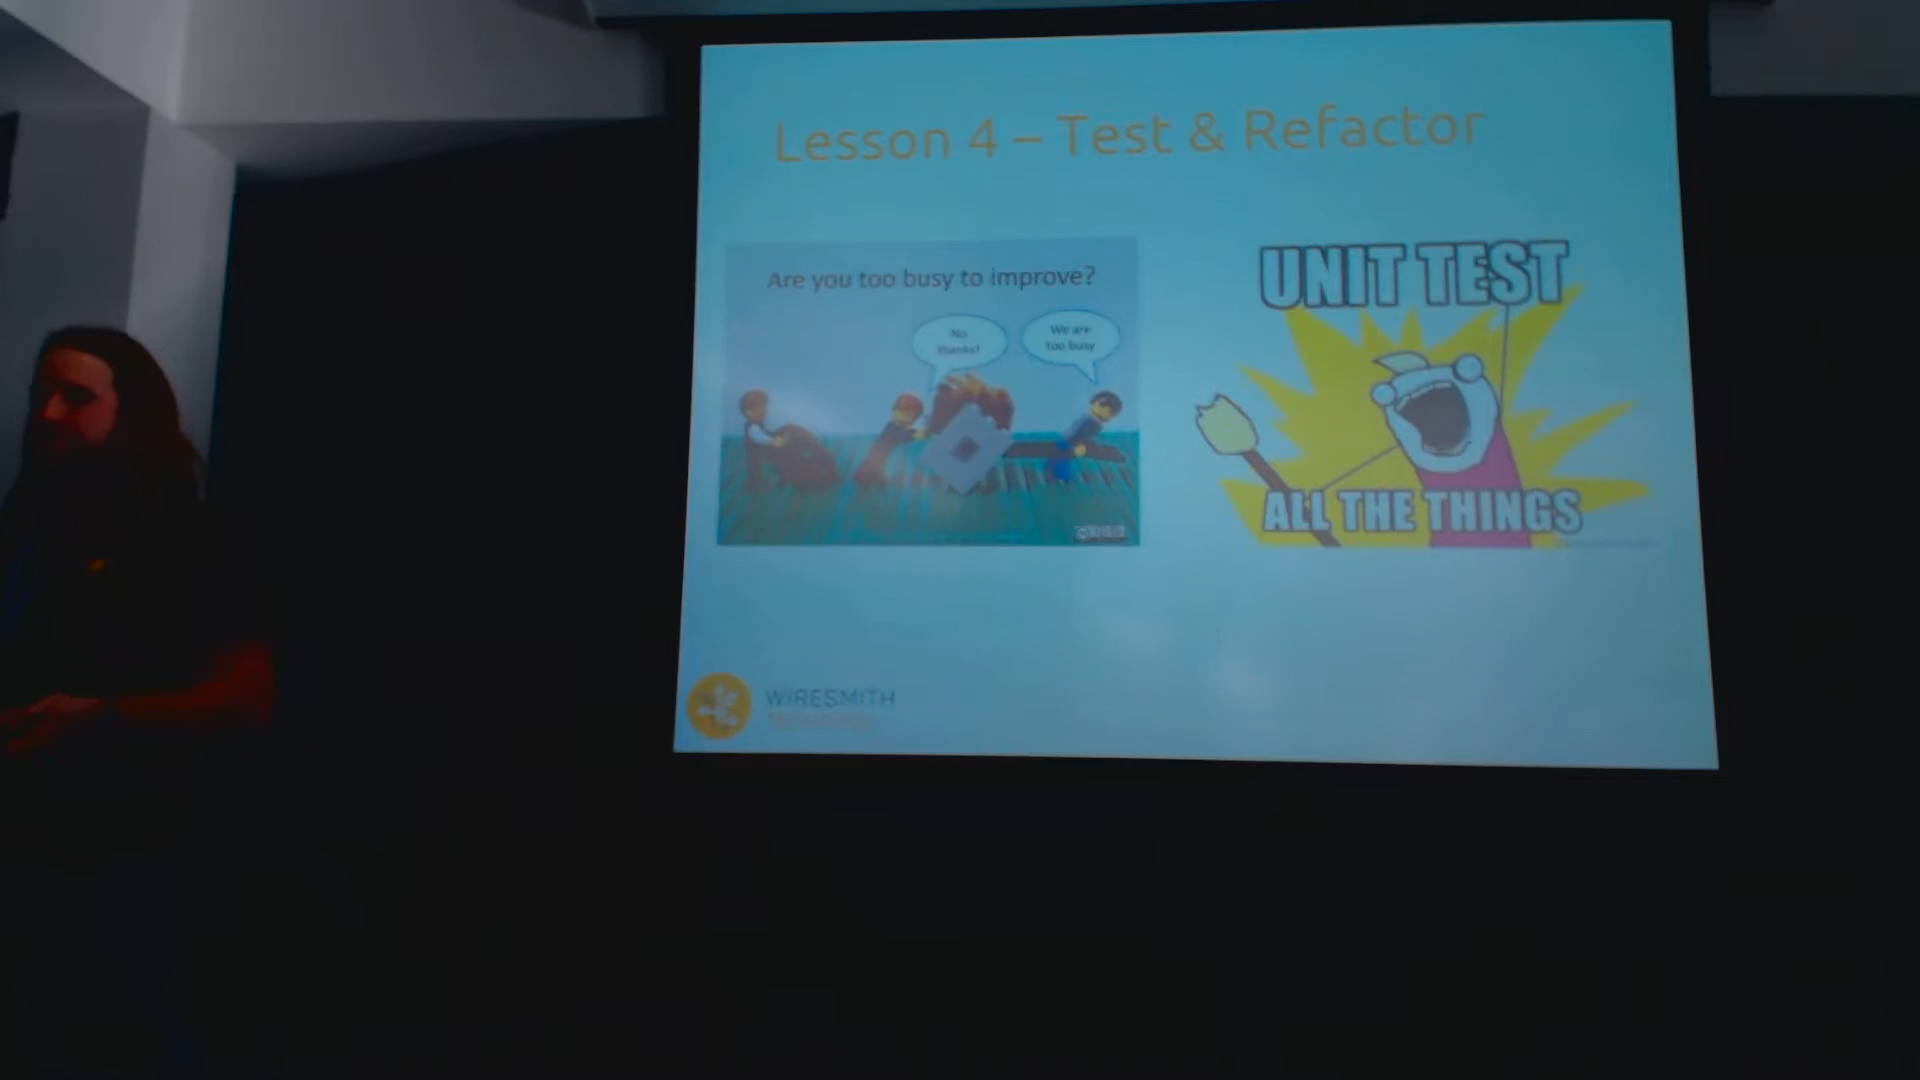 Lesson 4 – Test & Refactor
Are you too busy to improve?
No
thanks!
We are
too busy
UNIT TEST
ALL THE THINGS
WIRESMITH